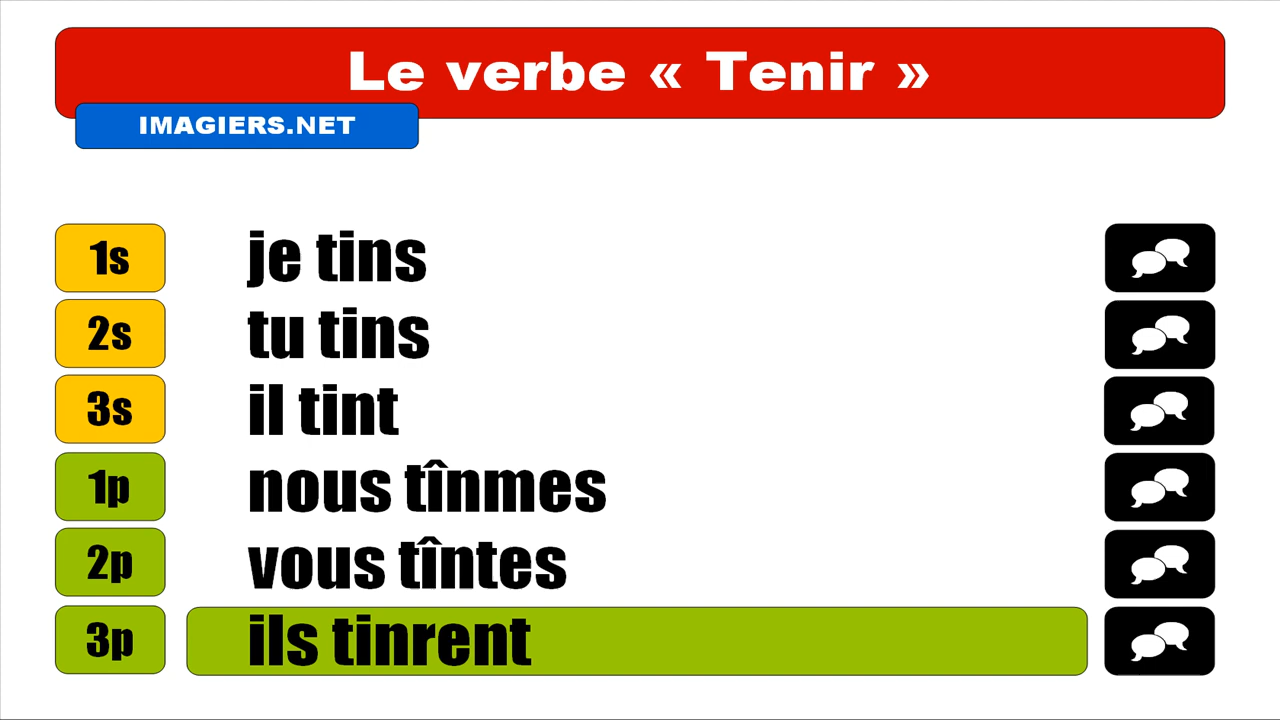 Le verbe « Tenir »
IMAGIERS.NET
1s je tins
2s tu tins
3s il tint
1p nous tînmes
2p vous tîntes
3p ils tinrent